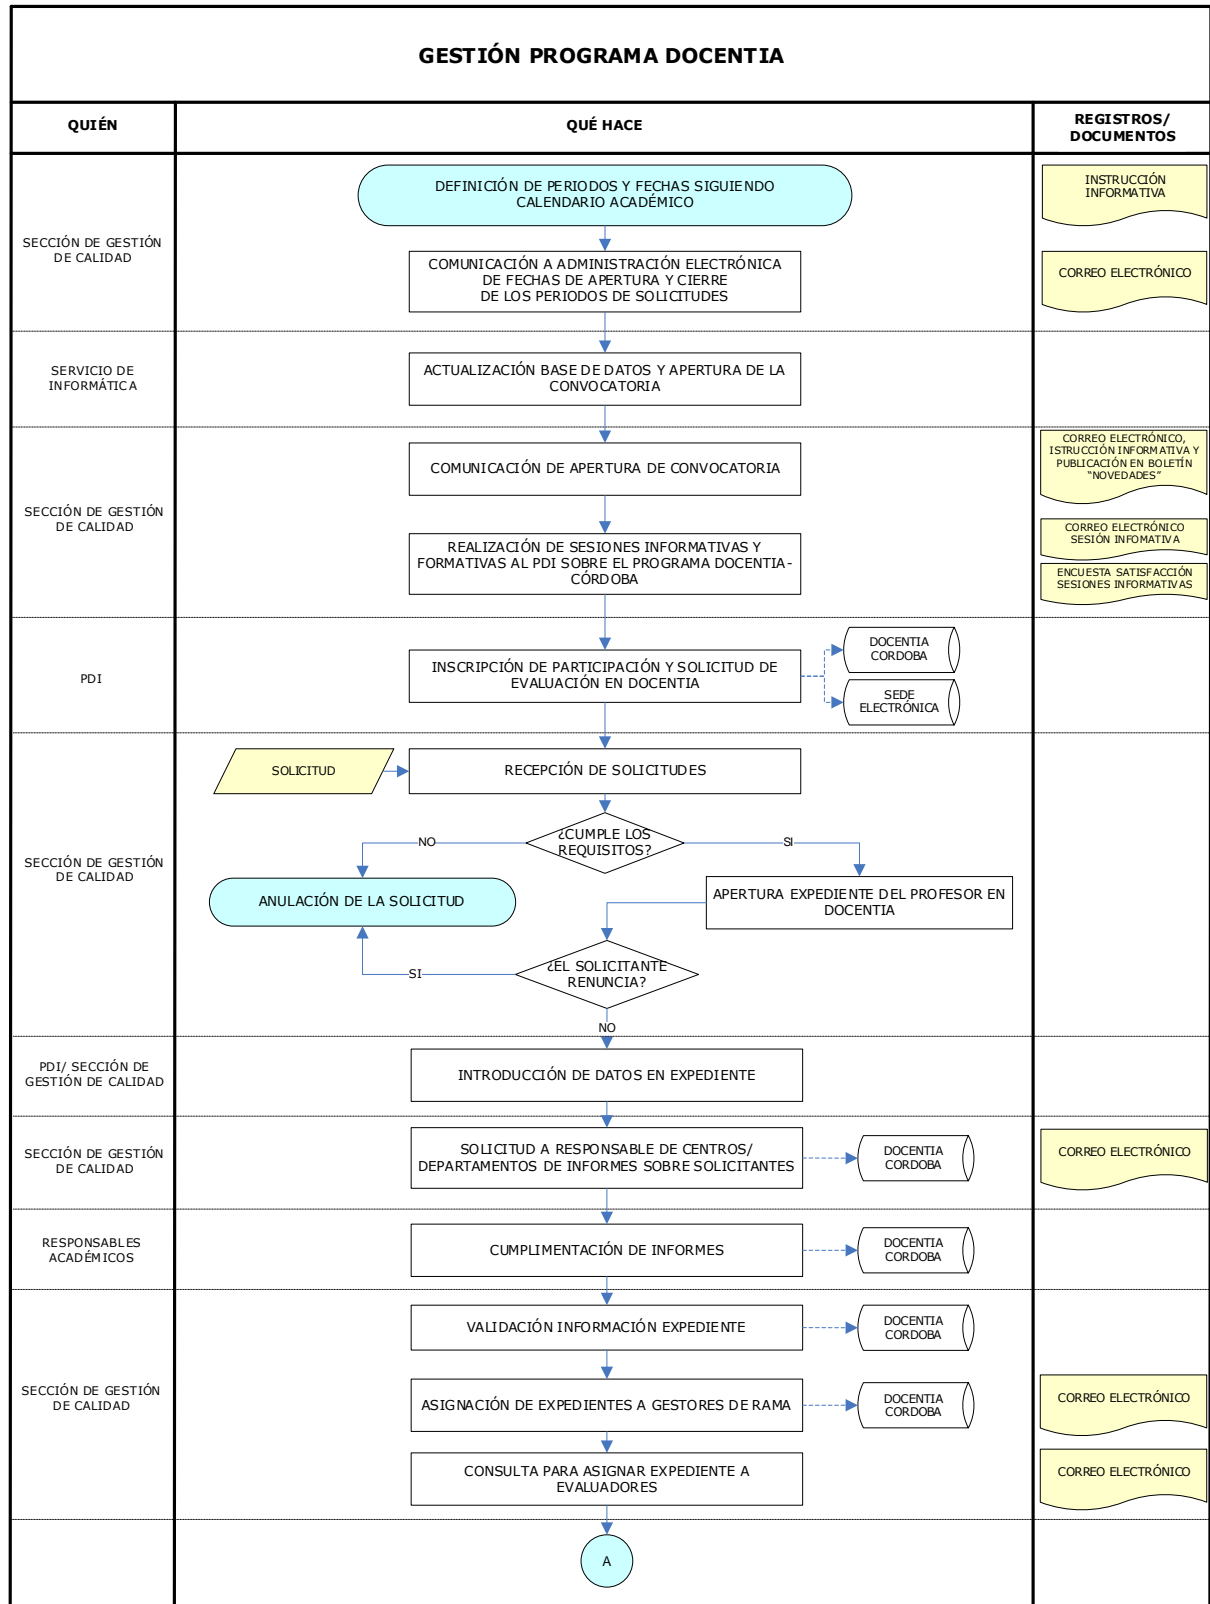 GESTIÓN PROGRAMA DOCENTIA
QUIÉN
QUÉ HACE
REGISTROS/
DOCUMENTOS
SECCIÓN DE GESTIÓN
DE CALIDAD
DEFINICIÓN DE PERIODOS Y FECHAS SIGUIENDO
CALENDARIO ACADÉMICO
INSTRUCCIÓN
INFORMATIVA
COMUNICACIÓN A ADMINISTRACIÓN ELECTRÓNICA
DE FECHAS DE APERTURA Y CIERRE
DE LOS PERIODOS DE SOLICITUDES
CORREO ELECTRÓNICO
SERVICIO DE
INFORMÁTICA
ACTUALIZACIÓN BASE DE DATOS Y APERTURA DE LA
CONVOCATORIA
SECCIÓN DE GESTIÓN
DE CALIDAD
COMUNICACIÓN DE APERTURA DE CONVOCATORIA
CORREO ELECTRÓNICO,
ISTRUCCIÓN INFORMATIVA Y
PUBLICACIÓN EN BOLETÍN
"NOVEDADES"
REALIZACIÓN DE SESIONES INFORMATIVAS Y
FORMATIVAS AL PDI SOBRE EL PROGRAMA DOCENTIA-
CÓRDOBA
CORREO ELECTRÓNICO
SESIÓN INFOMATIVA
ENCUESTA SATISFACCIÓN
SESIONES INFORMATIVAS
PDI
INSCRIPCIÓN DE PARTICIPACIÓN Y SOLICITUD DE
EVALUACIÓN EN DOCENTIA
DOCENTIA
CORDOBA
SEDE
ELECTRÓNICA
SECCIÓN DE GESTIÓN
DE CALIDAD
SOLICITUD
RECEPCIÓN DE SOLICITUDES
¿CUMPLE LOS
REQUISITOS?
NO
SI
ANULACIÓN DE LA SOLICITUD
APERTURA EXPEDIENTE DEL PROFESOR EN
DOCENTIA
¿EL SOLICITANTE
RENUNCIA?
SI
NO
PDI/ SECCIÓN DE
GESTIÓN DE CALIDAD
INTRODUCCIÓN DE DATOS EN EXPEDIENTE
SECCIÓN DE GESTIÓN
DE CALIDAD
SOLICITUD A RESPONSABLE DE CENTROS/
DEPARTAMENTOS DE INFORMES SOBRE SOLICITANTES
DOCENTIA
CORDOBA
CORREO ELECTRÓNICO
RESPONSABLES
ACADÉMICOS
CUMPLIMENTACIÓN DE INFORMES
DOCENTIA
CORDOBA
SECCIÓN DE GESTIÓN
DE CALIDAD
VALIDACIÓN INFORMACIÓN EXPEDIENTE
DOCENTIA
CORDOBA
ASIGNACIÓN DE EXPEDIENTES A GESTORES DE RAMA
DOCENTIA
CORDOBA
CORREO ELECTRÓNICO
CONSULTA PARA ASIGNAR EXPEDIENTE A
EVALUADORES
CORREO ELECTRÓNICO
A